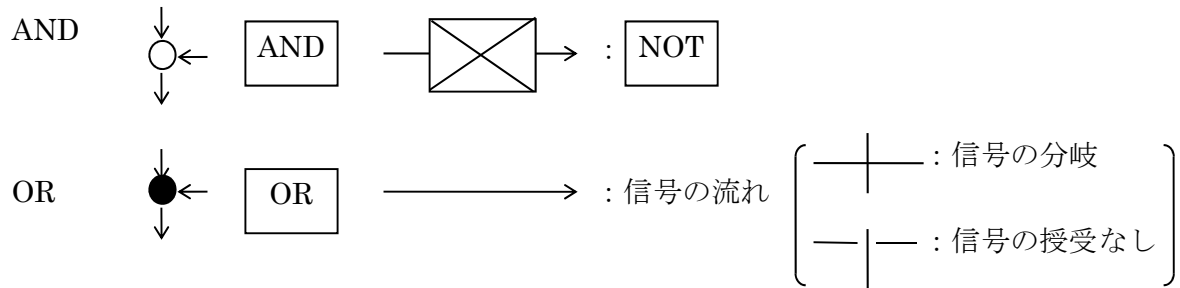 AND AND : NOT
: 信号の分岐
OR OR : 信号の流れ
: 信号の授受なし